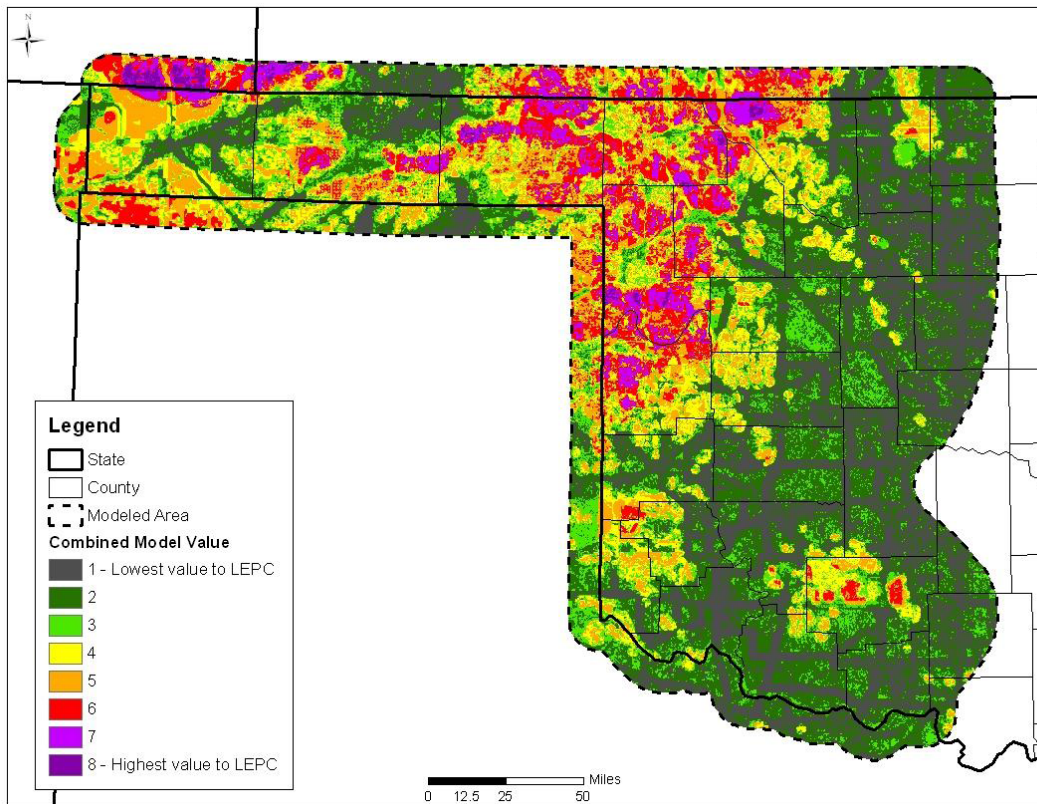 N
Legend
State
County
Modeled Area
Combined Model Value
1 - Lowest value to LEPC
2
3
4
5
6
7
8 - Highest value to LEPC
Miles
0 12.5 25 50